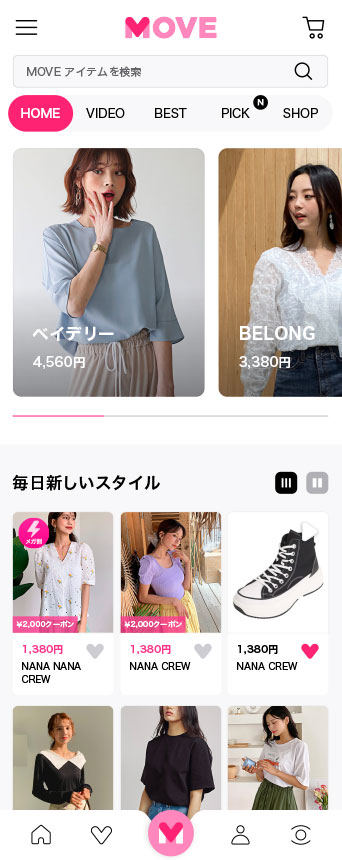 MOVE
MOVE アイテムを検索
HOME VIDEO BEST PICK N SHOP
ベイデリー
4,560円
BELONG
3,380円
毎日新しいスタイル
メガ割
¥2,000クーポン
1,380円
NANA NANA
CREW
¥2,000クーポン
1,380円
NANA CREW
1,380円
NANA CREW
M